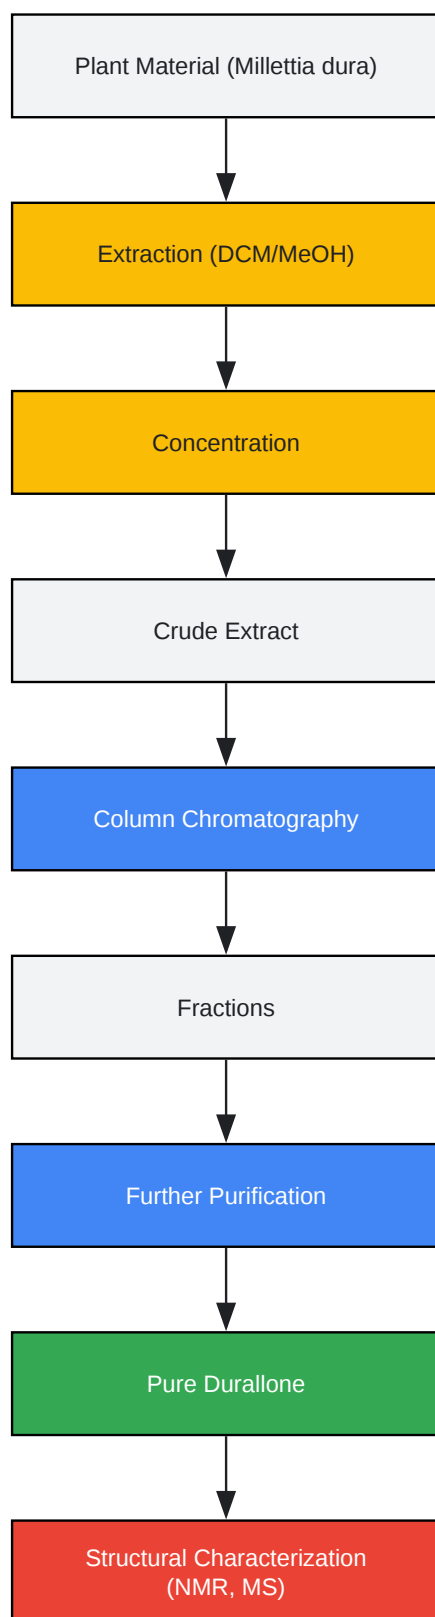 Plant Material (Millettia dura)
Extraction (DCM/MeOH)
Concentration
Crude Extract
Column Chromatography
Fractions
Further Purification
Pure Durallone
Structural Characterization
(NMR, MS)